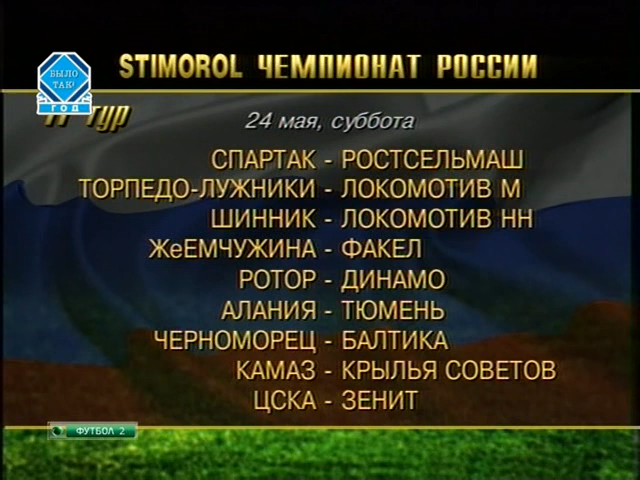 STIMOROL ЧЕМПИОНАТ РОССИИ
БЫЛО
ТАК!
ГОД
тур
24 мая, суббота
СПАРТАК - РОСТСЕЛЬМАШ
ТОРПЕДО-ЛУЖНИКИ - ЛОКОМОТИВ М
ШИННИК - ЛОКОМОТИВ НН
ЖеЕМЧУЖИНА - ФАКЕЛ
РОТОР - ДИНАМО
АЛАНИЯ - ТЮМЕНЬ
ЧЕРНОМОРЕЦ - БАЛТИКА
КАМАЗ - КРЫЛЬЯ СОВЕТОВ
ЦСКА - ЗЕНИТ
ФУТБОЛ 2